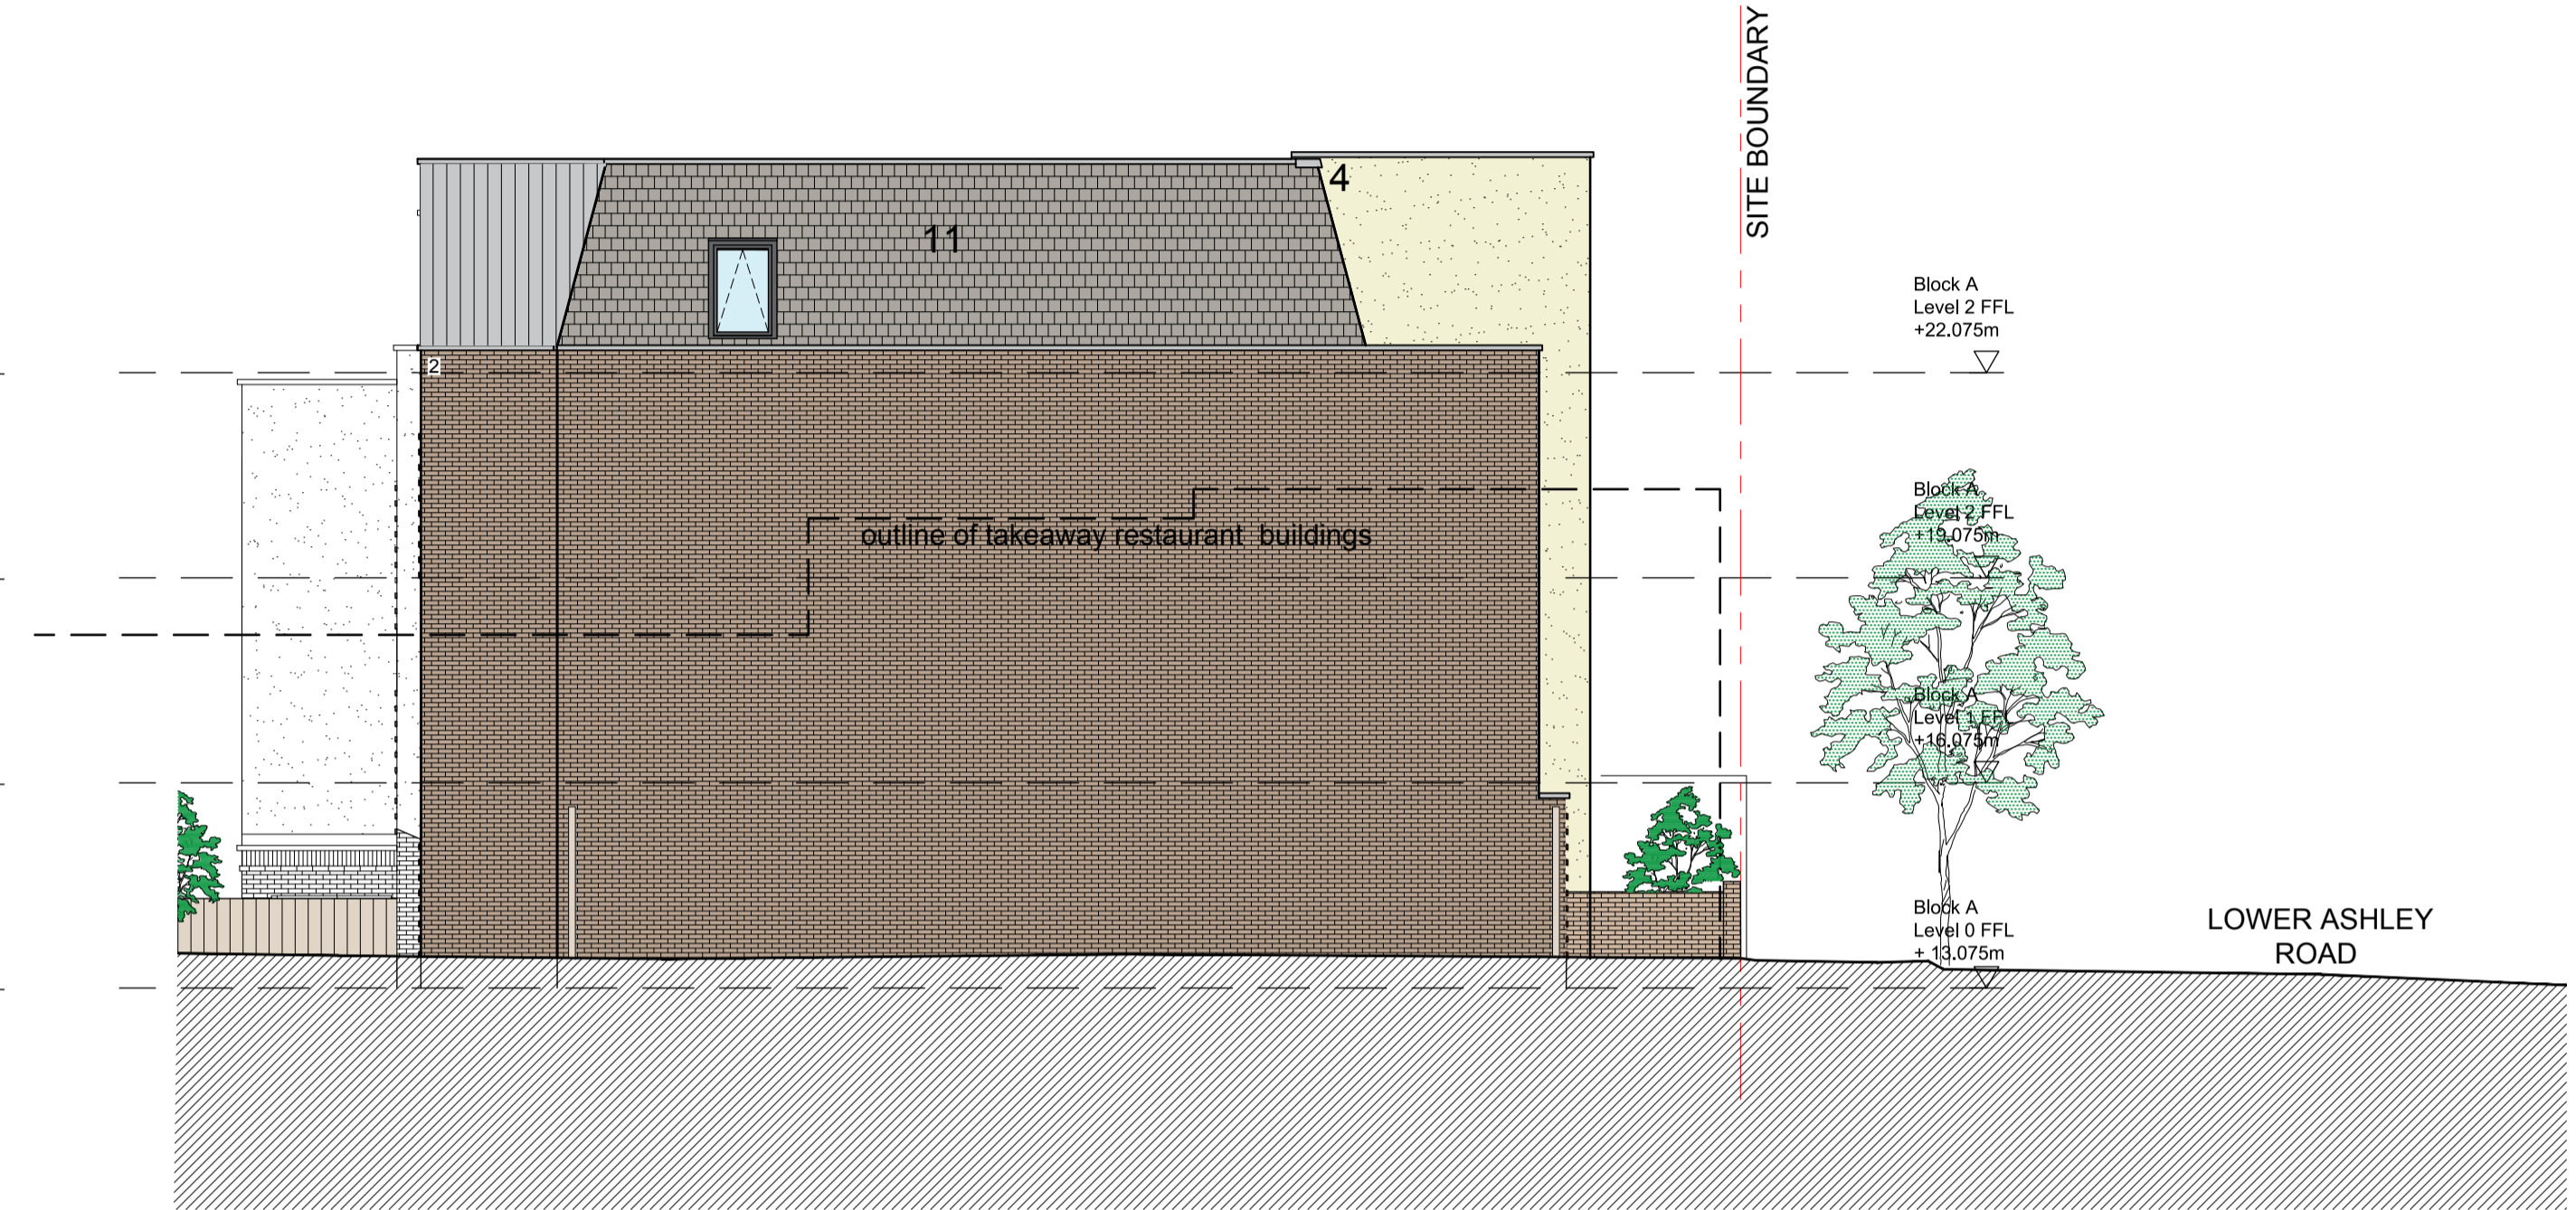 SITE BOUNDARY
4
11
Block A
Level 2 FFL
+22.075m
2
Block A
Level 2 FFL
+19.075m
outline of takeaway restaurant buildings
Block A
Level 1 FFL
+16.075m
Block A
Level 0 FFL
+ 13.075m
LOWER ASHLEY
ROAD